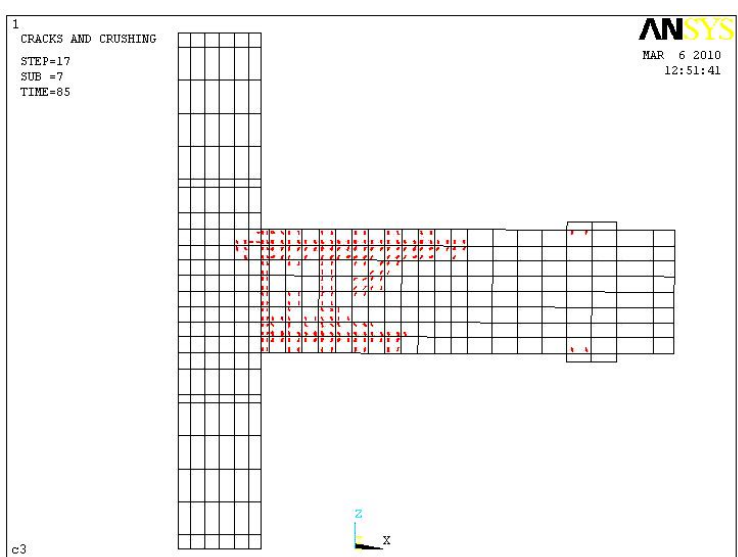 1
CRACKS AND CRUSHING
STEP=17
SUB =7
TIME=85
ANSYS
MAR 6 2010
12:51:41
Z
X
c3